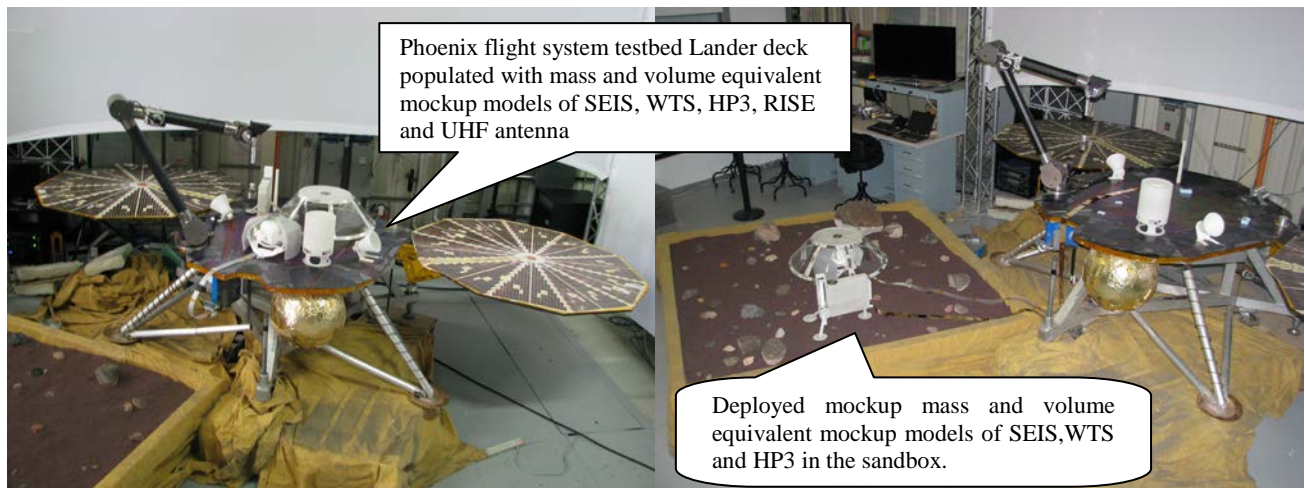 Phoenix flight system testbed Lander deck
populated with mass and volume equivalent
mockup models of SEIS, WTS, HP3, RISE
and UHF antenna
Deployed mockup mass and volume
equivalent mockup models of SEIS,WTS
and HP3 in the sandbox.